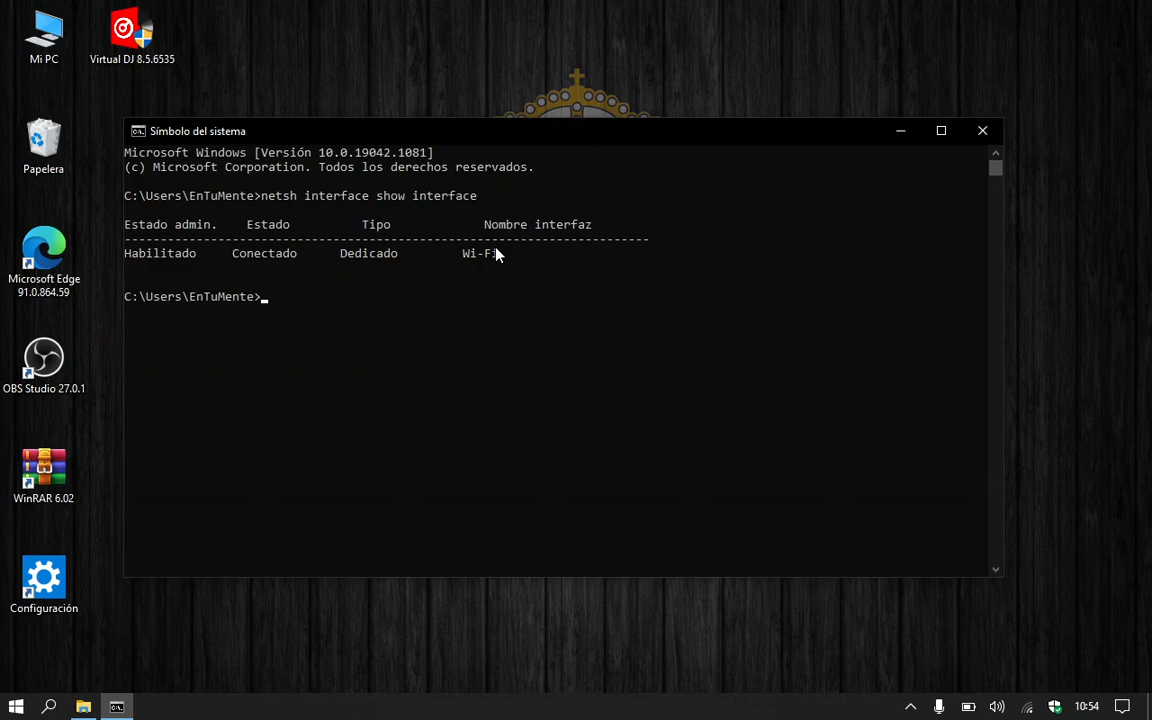 Mi PC
Virtual DJ 8.5.6535
Papelera
Microsoft Edge
91.0.864.59
OBS Studio 27.0.1
WinRAR 6.02
Configuración
Símbolo del sistema
Microsoft Windows [Versión 10.0.19042.1081]
(c) Microsoft Corporation. Todos los derechos reservados.
C:\Users\EnTuMente>netsh interface show interface
Estado admin. Estado Tipo Nombre interfaz
-------------------------------------------------------------------------
Habilitado Conectado Dedicado Wi-Fi
C:\Users\EnTuMente>
10:54